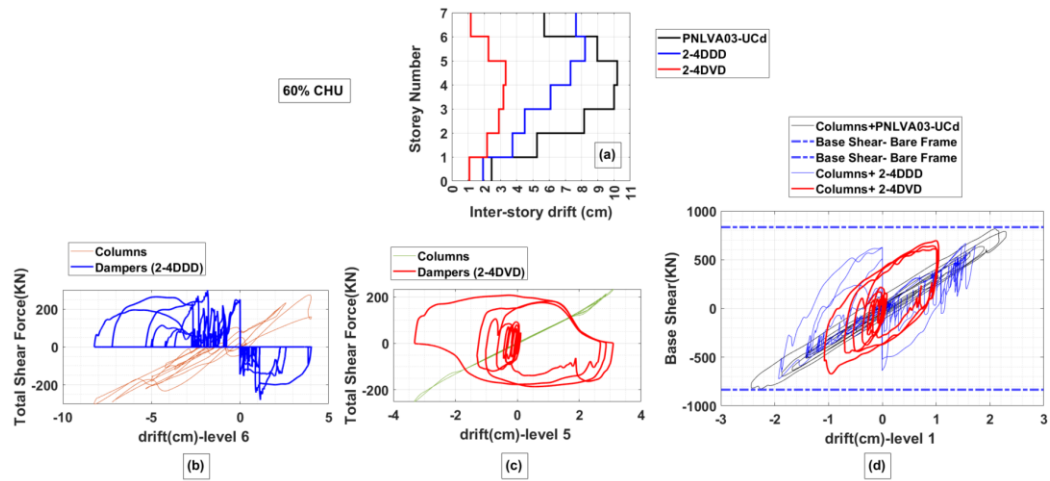 7
6
5
4
3
2
1
0
Storey Number
0 1 2 3 4 5 6 7 8 9 10 11
Inter-story drift (cm)
(a)
PNLVA03-UCd
2-4DDD
2-4DVD
60% CHU
Columns
Dampers (2-4DDD)
Total Shear Force(KN)
200
0
-200
-10 -5 0 5
drift(cm)-level 6
(b)
Columns
Dampers (2-4DVD)
Total Shear Force(KN)
200
0
-200
-4 -2 0 2 4
drift(cm)-level 5
(c)
Columns+PNLVA03-UCd
Base Shear- Bare Frame
Base Shear- Bare Frame
Columns+ 2-4DDD
Columns+ 2-4DVD
Base Shear(KN)
1000
500
0
-500
-1000
-3 -2 -1 0 1 2 3
drift(cm)-level 1
(d)